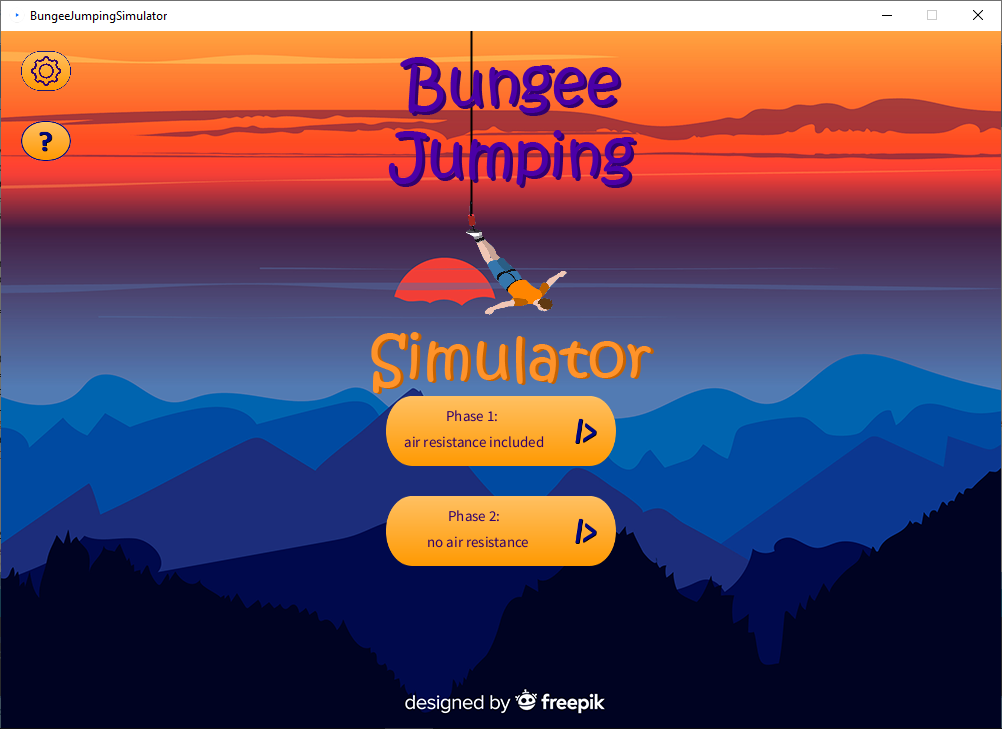 BungeeJumpingSimulator
?
Bungee
Jumping
Simulator
Phase 1:
air resistance included
Phase 2:
no air resistance
designed by freepik